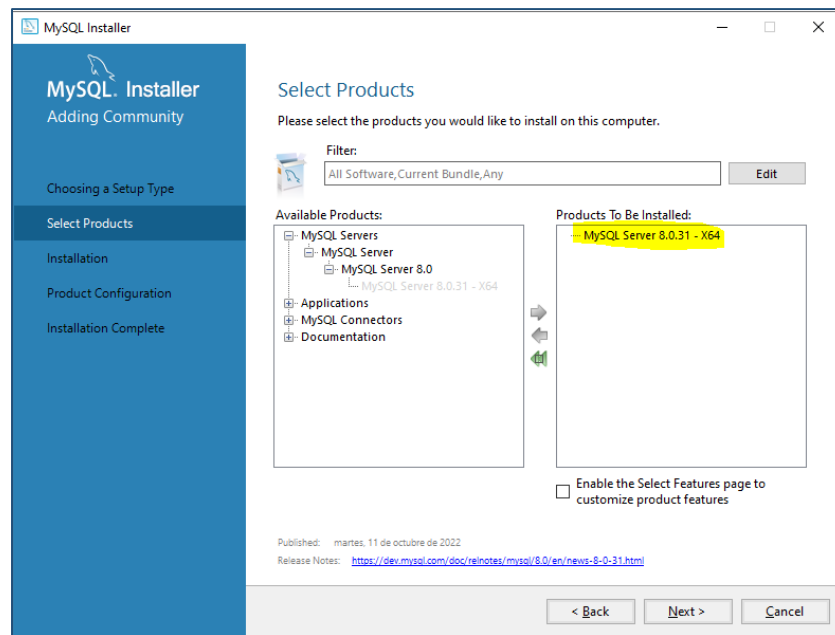 MySQL Installer
MySQL. Installer
Adding Community
Choosing a Setup Type
Select Products
Installation
Product Configuration
Installation Complete
Select Products
Please select the products you would like to install on this computer.
Filter:
All Software,Current Bundle,Any
Edit
Available Products:
MySQL Servers
MySQL Server
MySQL Server 8.0
MySQL Server 8.0.31 - X64
Applications
MySQL Connectors
Documentation
Products To Be Installed:
MySQL Server 8.0.31 - X64
Enable the Select Features page to
customize product features
Published: martes, 11 de octubre de 2022
Release Notes: https://dev.mysql.com/doc/relnotes/mysql/8.0/en/news-8-0-31.html
< Back
Next >
Cancel